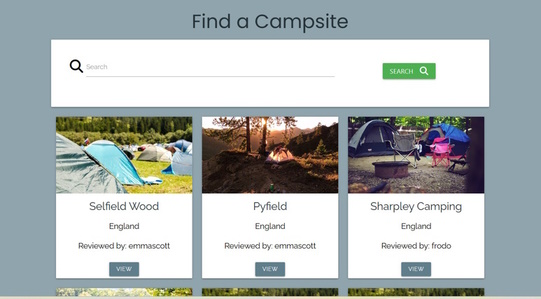 Find a Campsite
Search
SEARCH
Selfield Wood
England
Reviewed by: emmascott
VIEW
Pyfield
England
Reviewed by: emmascott
VIEW
Sharpley Camping
England
Reviewed by: frodo
VIEW